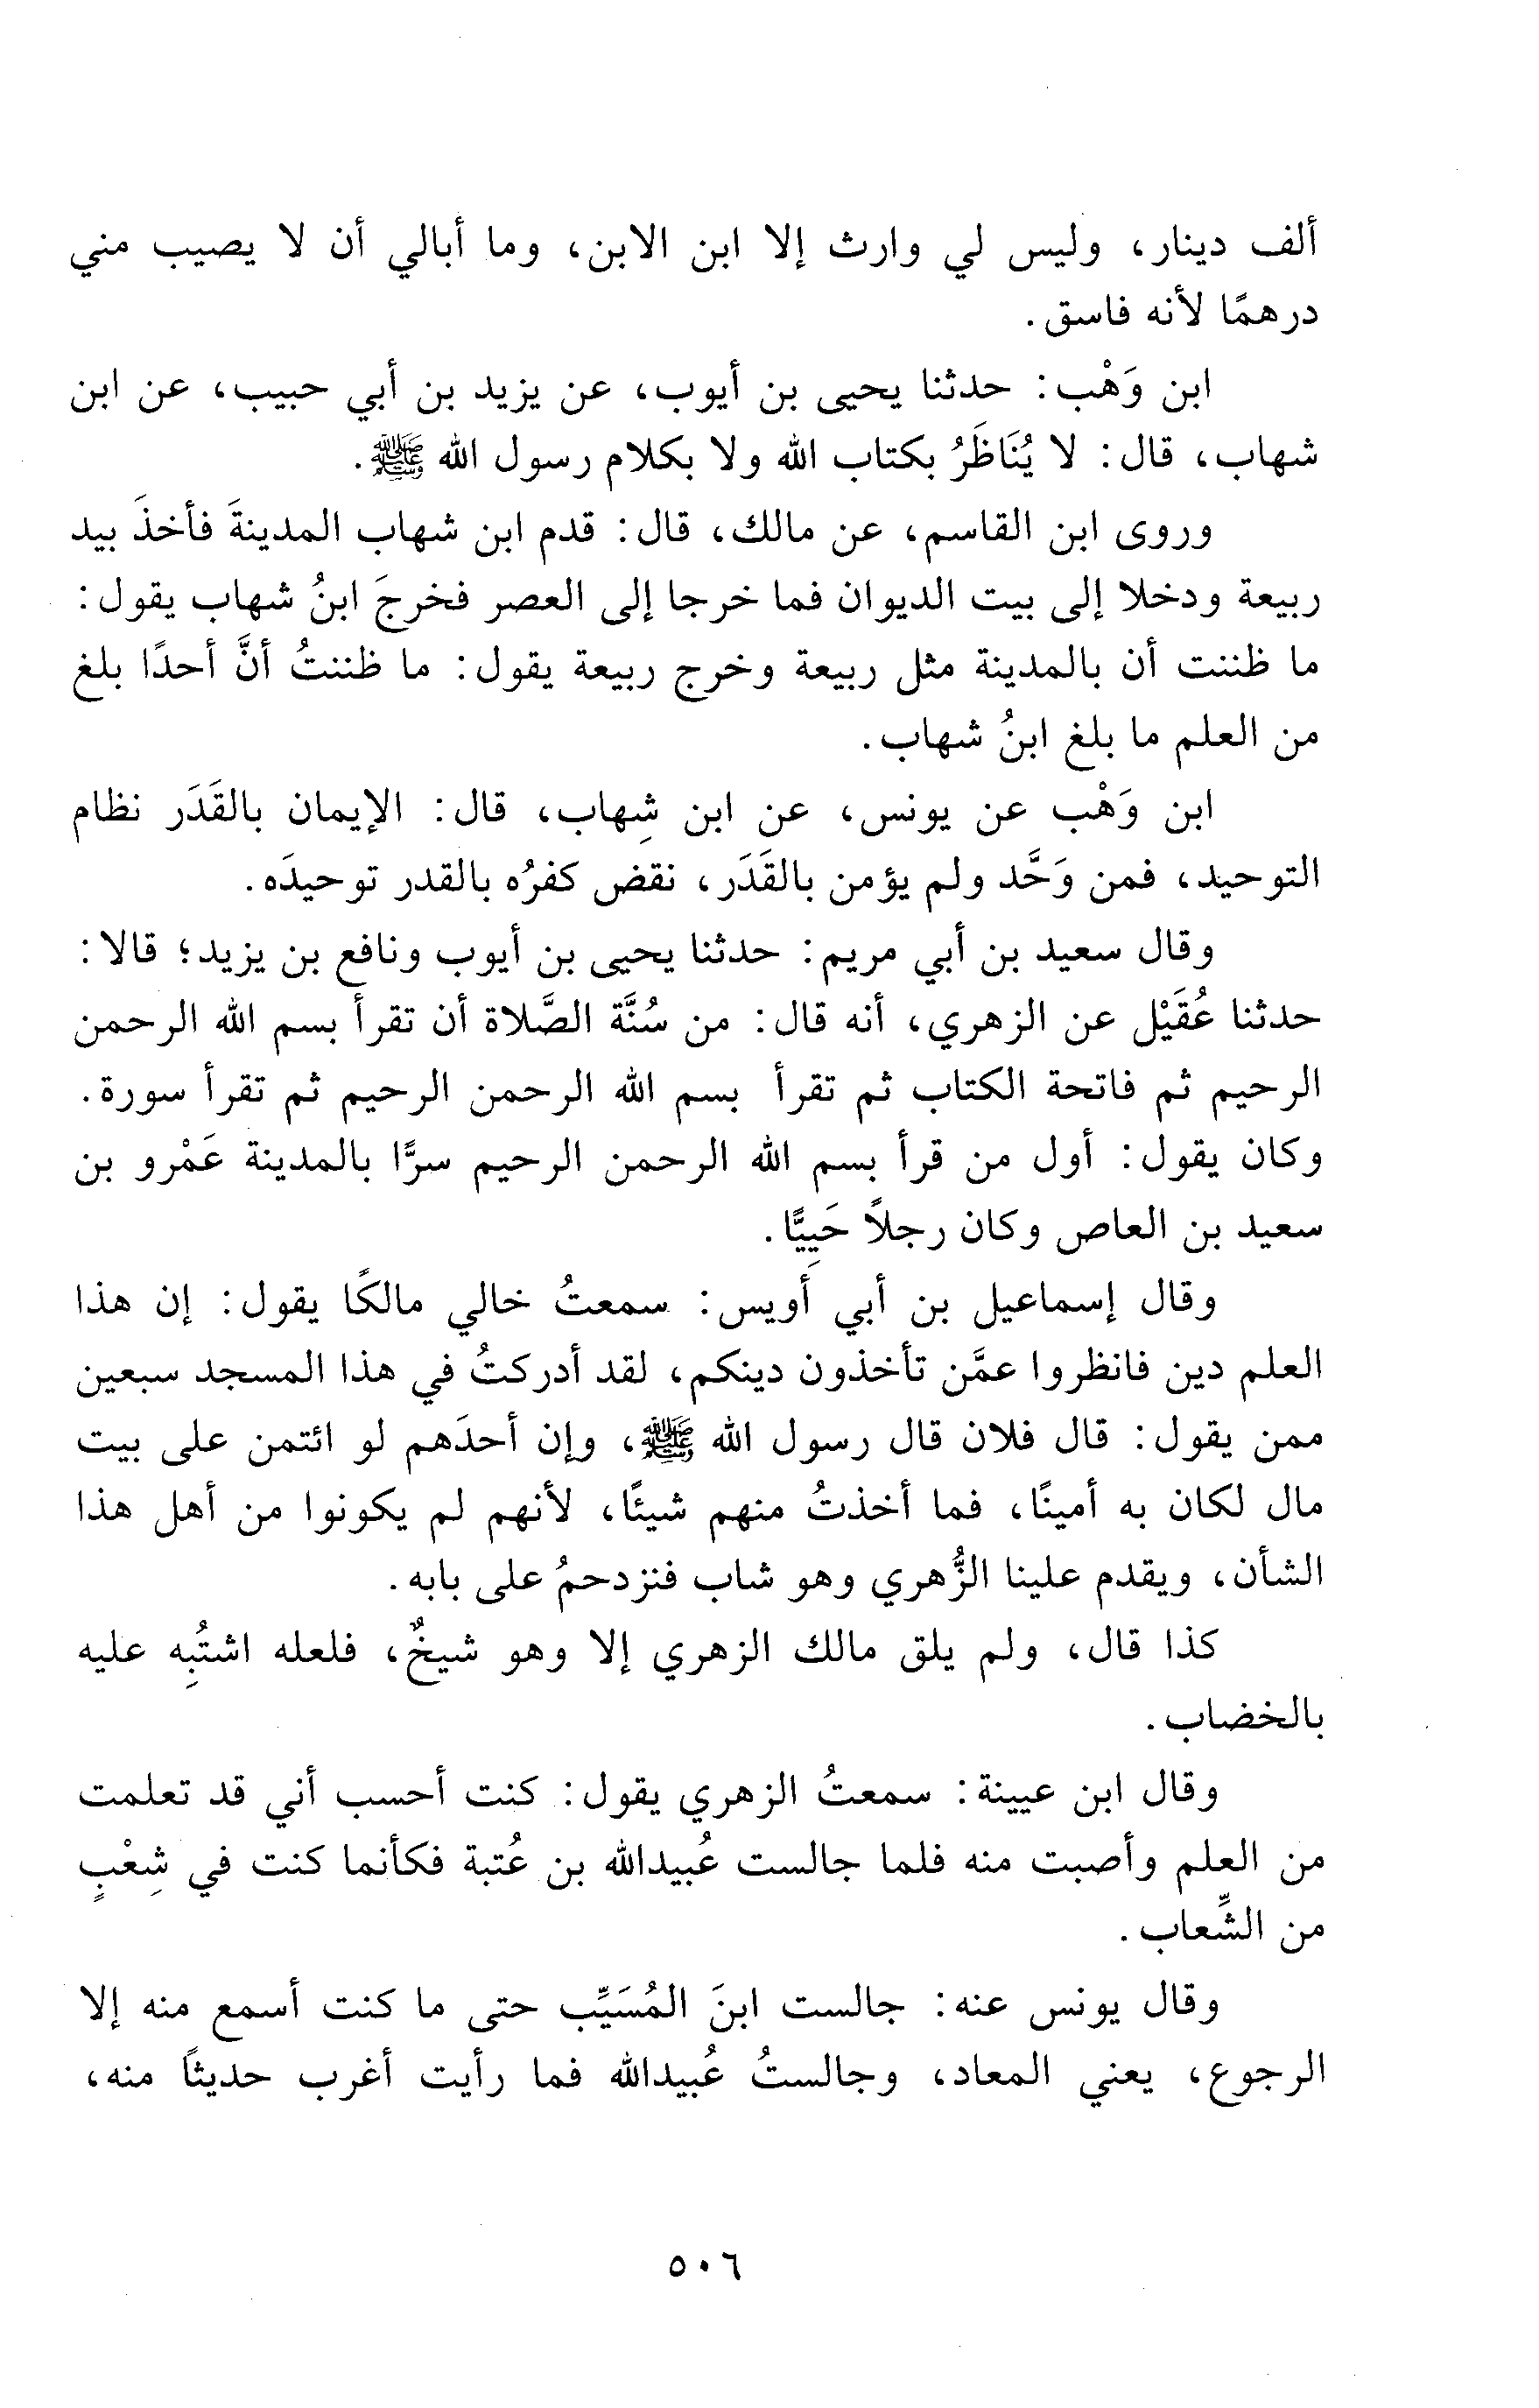 ألف دينار، وليس لي وارث إلا ابن الابن، وما أبالي أن لا يصيب مني
درهمًا لأنه فاسق.
ابن وَهْب: حدثنا يحيى بن أيوب، عن يزيد بن أبي حبيب، عن ابن
شهاب، قال: لا يُنَاظَرُ بكتاب الله ولا بكلام رسول الله ﷺ.
وروى ابن القاسم، عن مالك، قال: قدم ابن شهاب المدينةَ فأخذَ بيد
ربيعة ودخلا إلى بيت الديوان فما خرجا إلى العصر فخرجَ ابنُ شهاب يقول:
ما ظننت أن بالمدينة مثل ربيعة وخرج ربيعة يقول: ما ظننتُ أنَّ أحدًا بلغ
من العلم ما بلغ ابنُ شهاب.
ابن وَهْب عن يونس، عن ابن شِهاب، قال: الإيمان بالقَدَر نظام
التوحيد، فمن وَحَّد ولم يؤمن بالقَدَر، نقض كفرُه بالقدر توحيدَه.
وقال سعيد بن أبي مريم: حدثنا يحيى بن أيوب ونافع بن يزيد؛ قالا:
حدثنا عُقَيْل عن الزهري، أنه قال: من سُنَّة الصَّلاة أن تقرأ بسم الله الرحمن
الرحيم ثم فاتحة الكتاب ثم تقرأ بسم الله الرحمن الرحيم ثم تقرأ سورة.
وكان يقول: أول من قرأ بسم الله الرحمن الرحيم سرًّا بالمدينة عَمْرو بن
سعيد بن العاص وكان رجلاً حَيِيًّا.
وقال إسماعيل بن أبي أويس: سمعتُ خالي مالكًا يقول: إن هذا
العلم دين فانظروا عمَّن تأخذون دينكم، لقد أدركتُ في هذا المسجد سبعين
ممن يقول: قال فلان قال رسول الله ﷺ، وإن أحدَهم لو ائتمن على بيت
مال لكان به أمينًا، فما أخذتُ منهم شيئًا، لأنهم لم يكونوا من أهل هذا
الشأن، ويقدم علينا الزُّهري وهو شاب فنزدحمُ على بابه.
كذا قال، ولم يلق مالك الزهري إلا وهو شيخٌ، فلعله اشتُبِه عليه
بالخضاب.
وقال ابن عيينة: سمعتُ الزهري يقول: كنت أحسب أني قد تعلمت
من العلم وأصبت منه فلما جالست عُبيدالله بن عُتبة فكأنما كنت في شِعْبٍ
من الشِّعاب.
وقال يونس عنه: جالست ابنَ المُسَيِّب حتى ما كنت أسمع منه إلا
الرجوع، يعني المعاد، وجالستُ عُبيدالله فما رأيت أغرب حديثاً منه،
٥٠٦